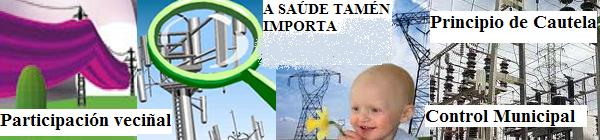 Participación veciñal
A SAÚDE TAMÉN
IMPORTA
Principio de Cautela
Control Municipal